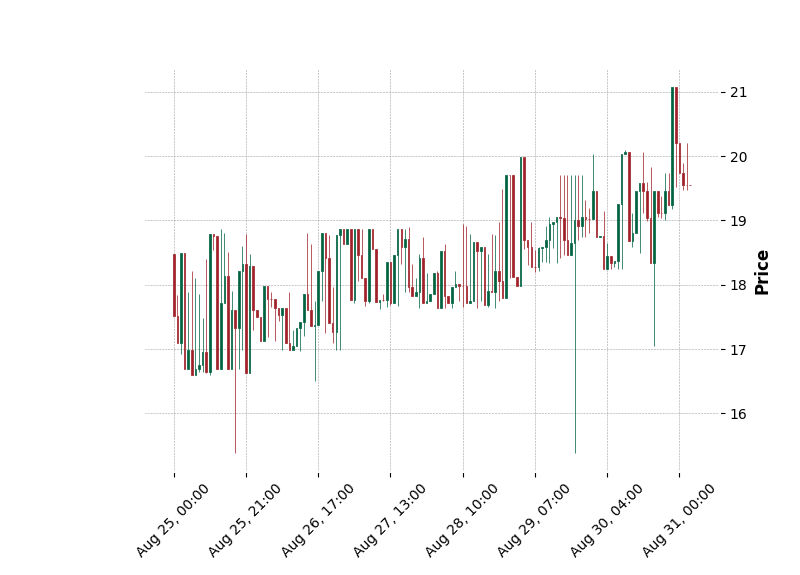 21
20
19
18
17
16
Price
Aug 25, 00:00
Aug 25, 21:00
Aug 26, 17:00
Aug 27, 13:00
Aug 28, 10:00
Aug 29, 07:00
Aug 30, 04:00
Aug 31, 00:00